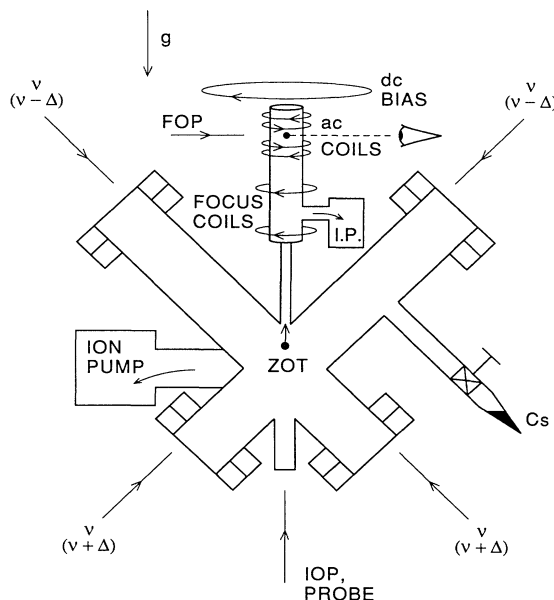 g
ν
(ν − Δ)
dc
BIAS
ν
(ν − Δ)
FOP
ac
COILS
FOCUS
COILS
I.P.
ION
PUMP
ZOT
Cs
ν
(ν + Δ)
ν
(ν + Δ)
IOP,
PROBE